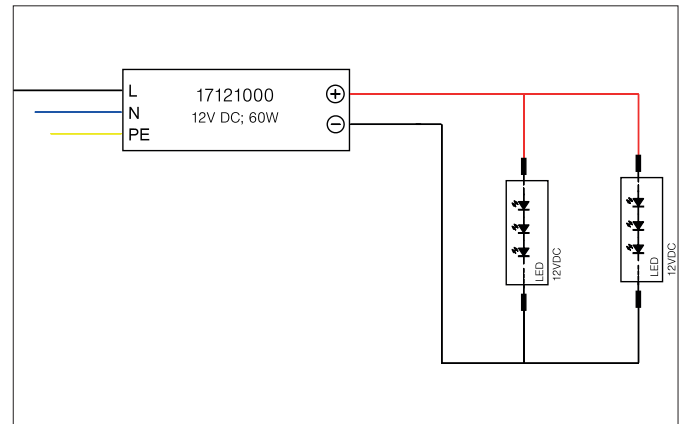 L
N
PE
17121000
12V DC; 60W
+
−
LED
12VDC
LED
12VDC